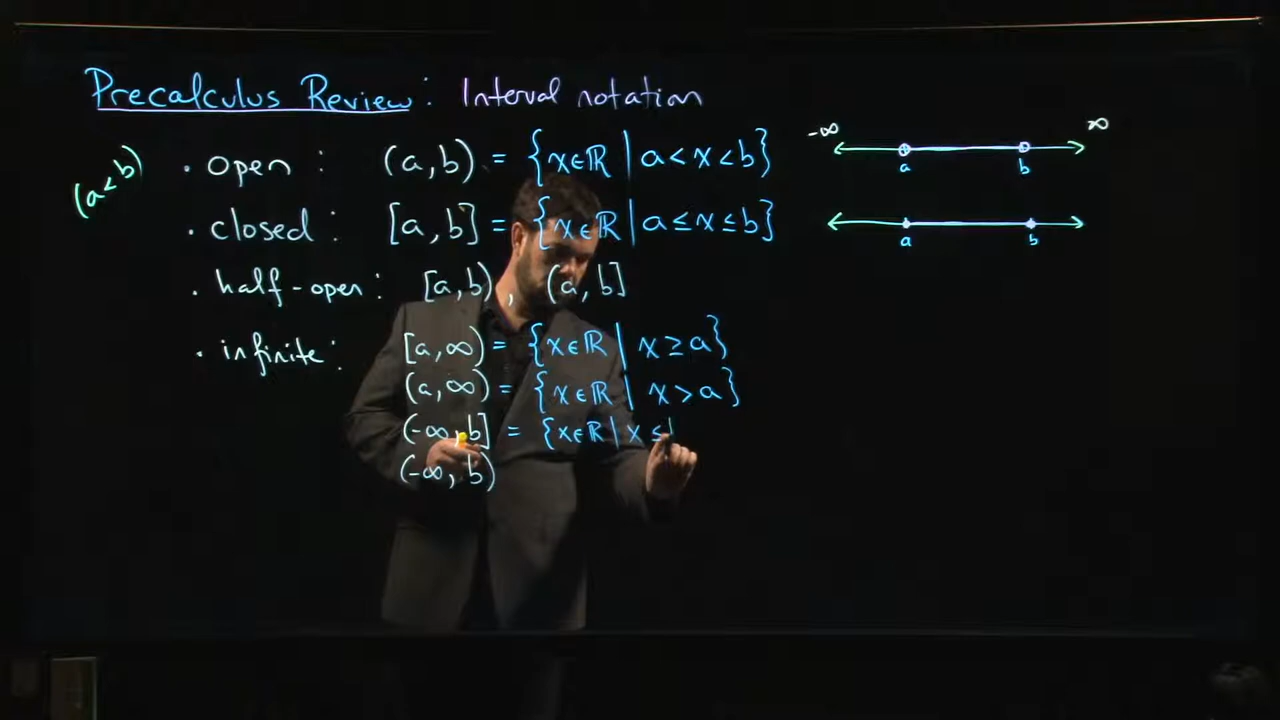 Precalculus Review: Interval notation
(a<b)
· open : (a, b) = {x∈ℝ | a < x < b}
-∞ ∞
a b
· closed : [a, b] = {x∈ℝ | a ≤ x ≤ b}
a b
· half-open : [a, b) , (a, b]
· infinite : [a, ∞) = {x∈ℝ | x ≥ a}
(a, ∞) = {x∈ℝ | x > a}
(-∞, b] = {x∈ℝ | x ≤
(-∞, b)